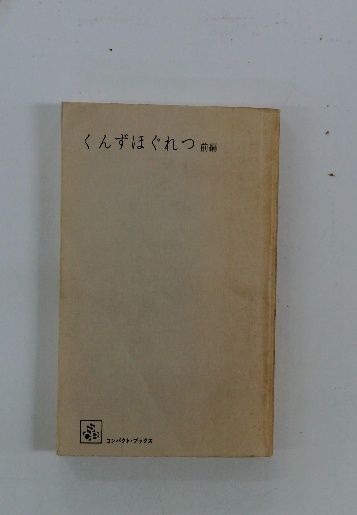 くんずほぐれつ 前編
コンパクト・ブックス